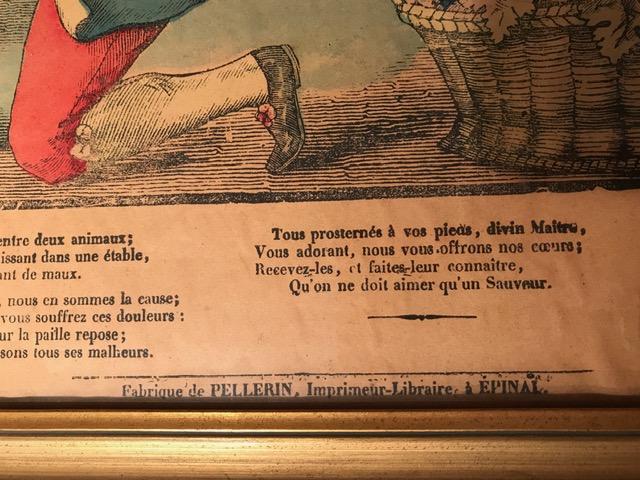 entre deux animaux;
issant dans une étable,
ant de maux.
, nous en sommes la cause;
vous souffrez ces douleurs :
ur la paille repose;
sons tous ses malheurs.
Tous prosternés à vos pieds, divin Maître,
Vous adorant, nous vous offrons nos cœurs;
Recevez-les, et faites-leur connaître,
Qu'on ne doit aimer qu'un Sauveur.
Fabrique de PELLERIN, Imprimeur-Libraire, à ÉPINAL.